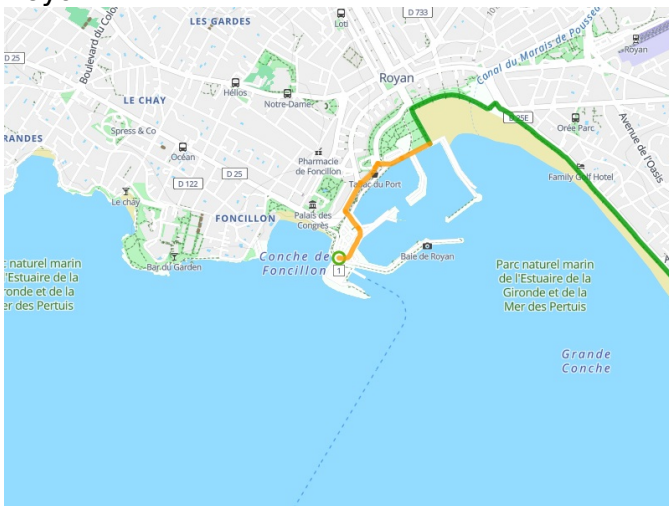 LES GARDES
Loti
D 733
Boulevard du Colo
D 25
Royan
Canal du Marais-de-Pousseau
Royan
Hélios
Notre-Dame
LE CHAY
Spress & Co
Océan
D 25E
Orée Parc
Avenue de l'Oasis
RANDES
Pharmacie
de Foncillon
D 25
D 122
Tabac du Port
Family Golf Hotel
Le chay
FONCILLON
Palais des
Congrès
Bar du Garden
Conche de
Foncillon
1
Baie de Royan
c naturel marin
'Estuaire de la
ronde et de la
er des Pertuis
Parc naturel marin
de l'Estuaire de la
Gironde et de la
Mer des Pertuis
Grande
Conche